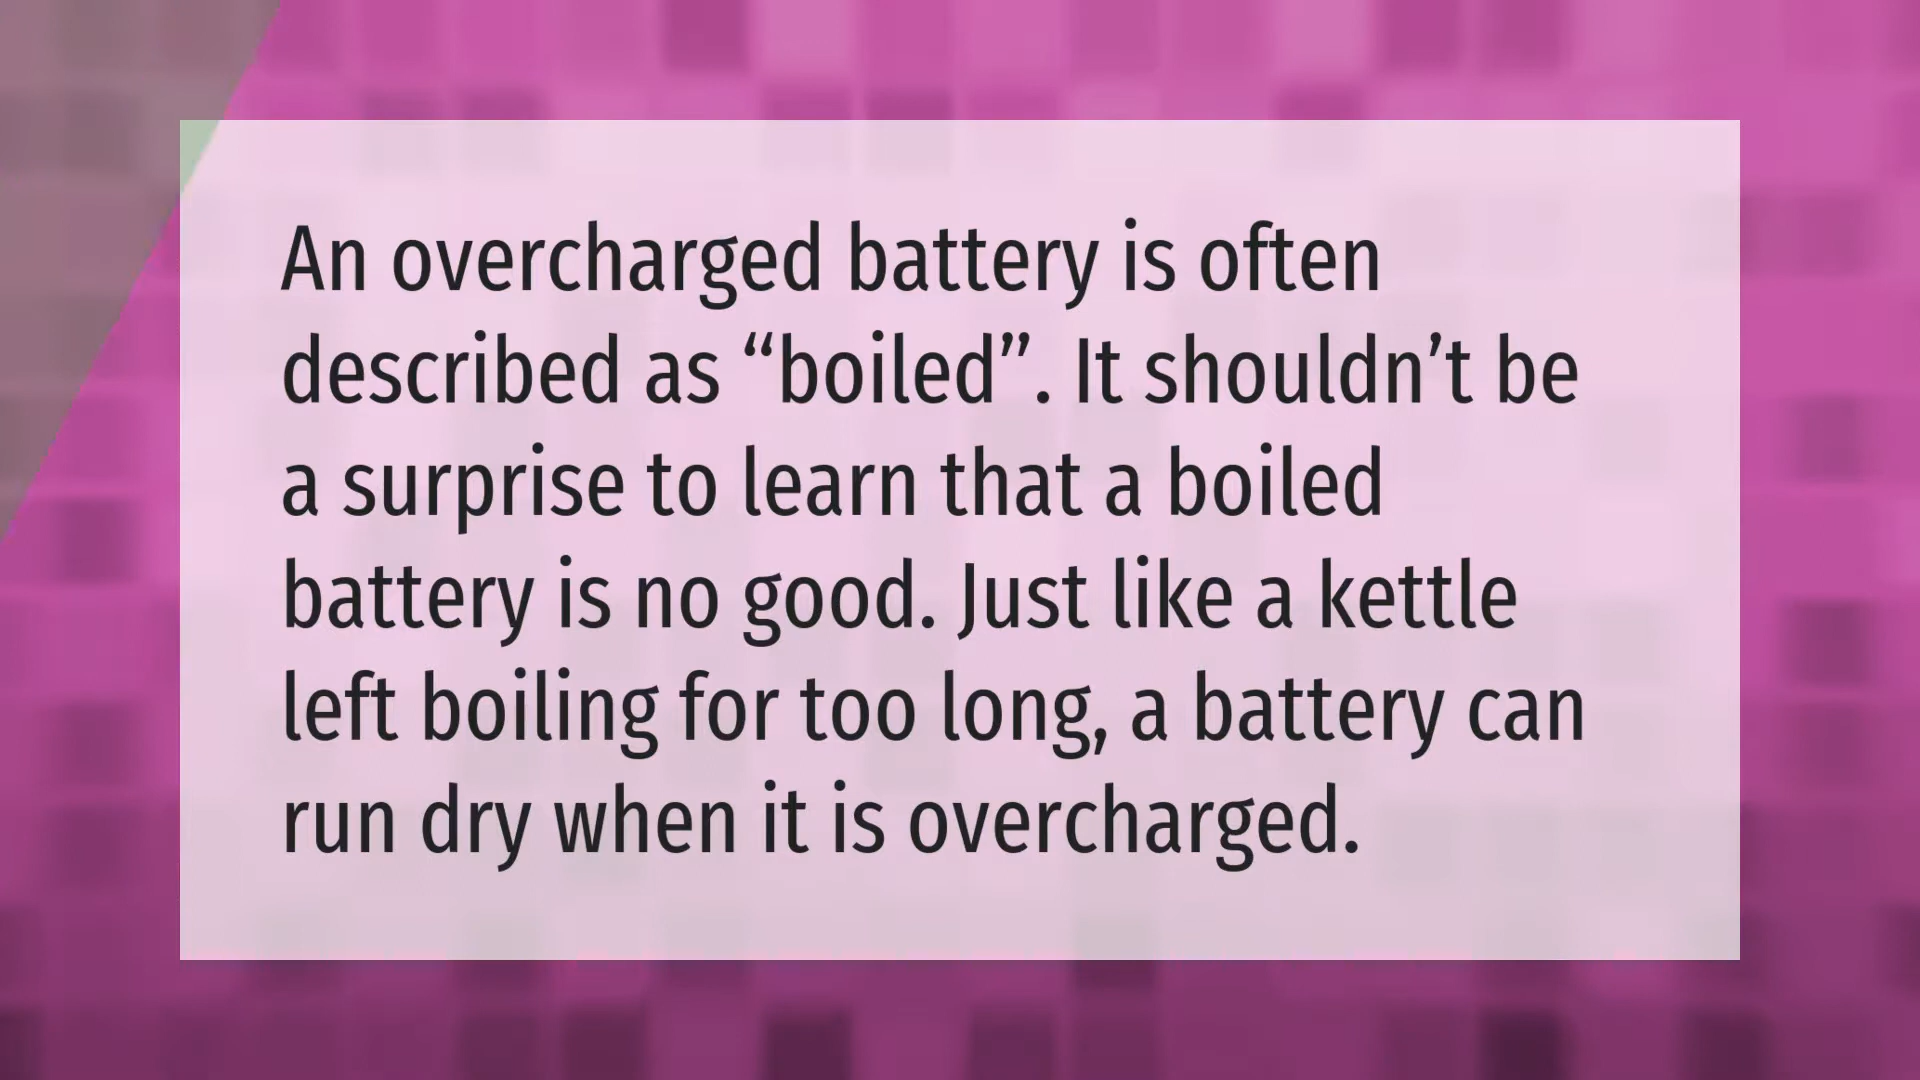 An overcharged battery is often
described as “boiled”. It shouldn’t be
a surprise to learn that a boiled
battery is no good. Just like a kettle
left boiling for too long, a battery can
run dry when it is overcharged.